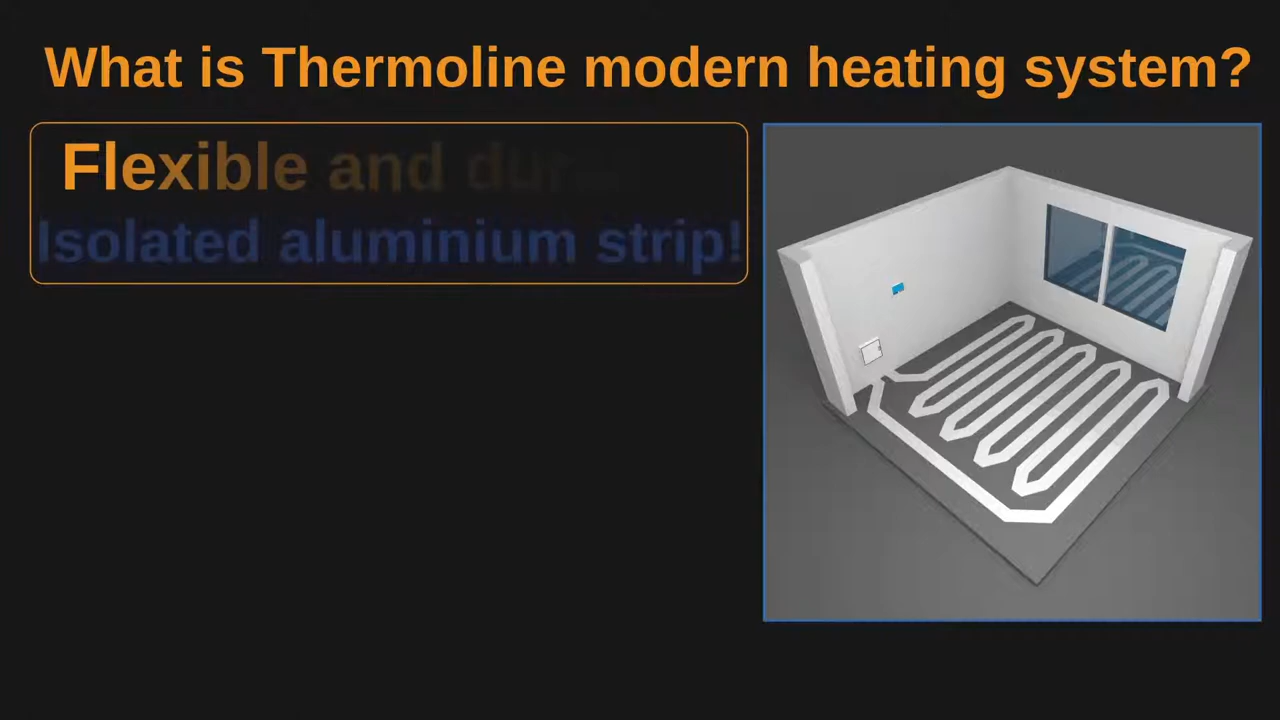 What is Thermoline modern heating system?
Flexible and
Isolated aluminium strip!